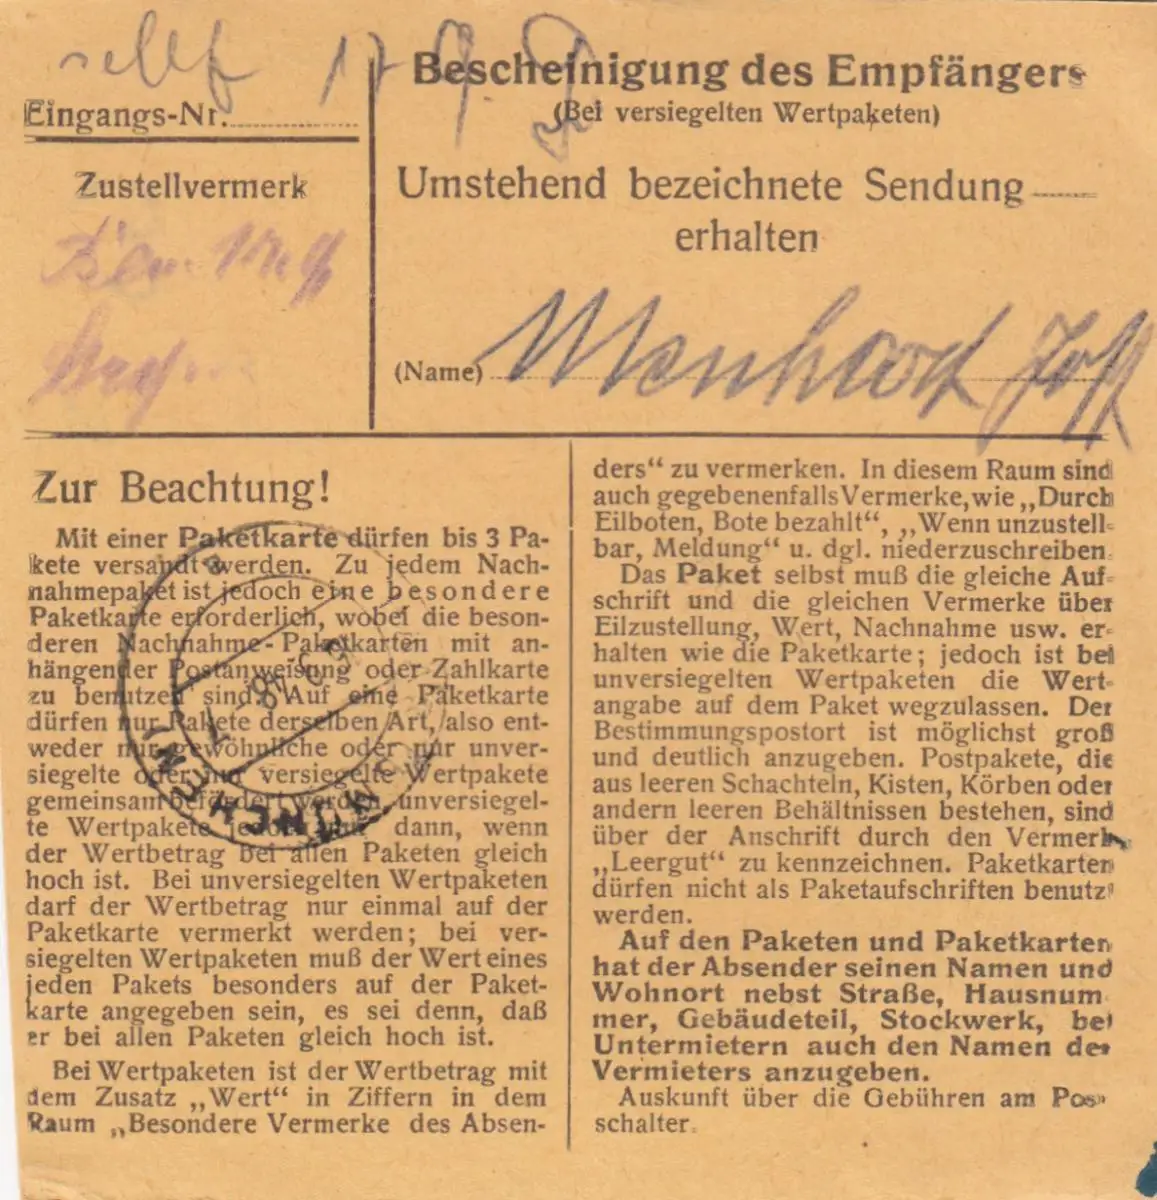 selbst 17 9.
Eingangs-Nr.
Zustellvermerk
Bescheinigung des Empfängers
(Bei versiegelten Wertpaketen)
Umstehend bezeichnete Sendung
erhalten
(Name) Menhart
Zur Beachtung!
Mit einer Paketkarte dürfen bis 3 Pa-
kete versandt werden. Zu jedem Nach-
nahmepaket ist jedoch eine besondere
Paketkarte erforderlich, wobei die beson-
deren Nachnahme-Paketkarten mit an-
hängender Postanweisung oder Zahlkarte
zu benutzen sind. Auf eine Paketkarte
dürfen nur Pakete derselben Art, also ent-
weder nur gewöhnliche oder nur unver-
siegelte oder nur versiegelte Wertpakete
gemeinsam befördert werden, unversiegel-
te Wertpakete jedoch nur dann, wenn
der Wertbetrag bei allen Paketen gleich
hoch ist. Bei unversiegelten Wertpaketen
darf der Wertbetrag nur einmal auf der
Paketkarte vermerkt werden; bei ver-
siegelten Wertpaketen muß der Wert eines
jeden Pakets besonders auf der Paket-
karte angegeben sein, es sei denn, daß
er bei allen Paketen gleich hoch ist.
Bei Wertpaketen ist der Wertbetrag mit
dem Zusatz „Wert“ in Ziffern in dem
Raum „Besondere Vermerke des Absen-
ders“ zu vermerken. In diesem Raum sind
auch gegebenenfalls Vermerke, wie „Durch
Eilboten, Bote bezahlt“, „Wenn unzustell-
bar, Meldung“ u. dgl. niederzuschreiben.
Das Paket selbst muß die gleiche Auf-
schrift und die gleichen Vermerke über
Eilzustellung, Wert, Nachnahme usw. er-
halten wie die Paketkarte; jedoch ist bei
unversiegelten Wertpaketen die Wert-
angabe auf dem Paket wegzulassen. Der
Bestimmungspostort ist möglichst groß
und deutlich anzugeben. Postpakete, die
aus leeren Schachteln, Kisten, Körben oder
andern leeren Behältnissen bestehen, sind
über der Anschrift durch den Vermerk
„Leergut“ zu kennzeichnen. Paketkarten
dürfen nicht als Paketaufschriften benutzt
werden.
Auf den Paketen und Paketkarten
hat der Absender seinen Namen und
Wohnort nebst Straße, Hausnum-
mer, Gebäudeteil, Stockwerk, bei
Untermietern auch den Namen des
Vermieters anzugeben.
Auskunft über die Gebühren am Post-
schalter.
MÜNCHEN